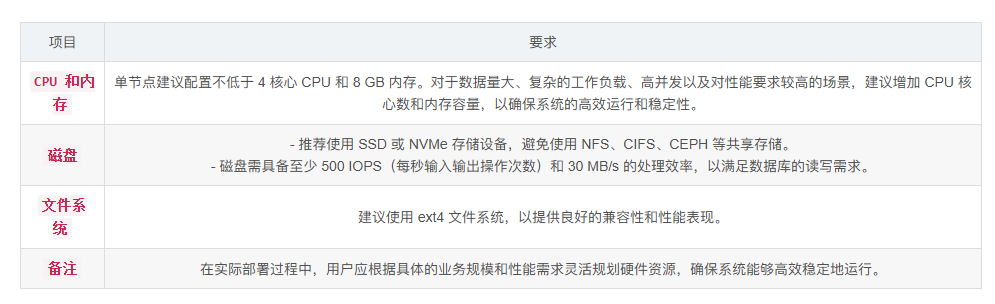 项目
要求
CPU 和内
存
单节点建议配置不低于 4 核心 CPU 和 8 GB 内存。对于数据量大、复杂的工作负载、高并发以及对性能要求较高的场景，建议增加 CPU 核
心数和内存容量，以确保系统的高效运行和稳定性。
磁盘
- 推荐使用 SSD 或 NVMe 存储设备，避免使用 NFS、CIFS、CEPH 等共享存储。
- 磁盘需具备至少 500 IOPS（每秒输入输出操作次数）和 30 MB/s 的处理效率，以满足数据库的读写需求。
文件系
统
建议使用 ext4 文件系统，以提供良好的兼容性和性能表现。
备注
在实际部署过程中，用户应根据具体的业务规模和性能需求灵活规划硬件资源，确保系统能够高效稳定地运行。